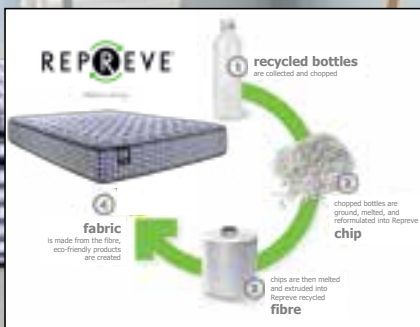 REPREVE
1
recycled bottles
are collected and chopped
2
chopped bottles are
ground, melted, and
reformulated into Repreve
chip
3
chips are then melted
and extruded into
Repreve recycled
fibre
4
fabric
is made from the fibre,
eco-friendly products
are created